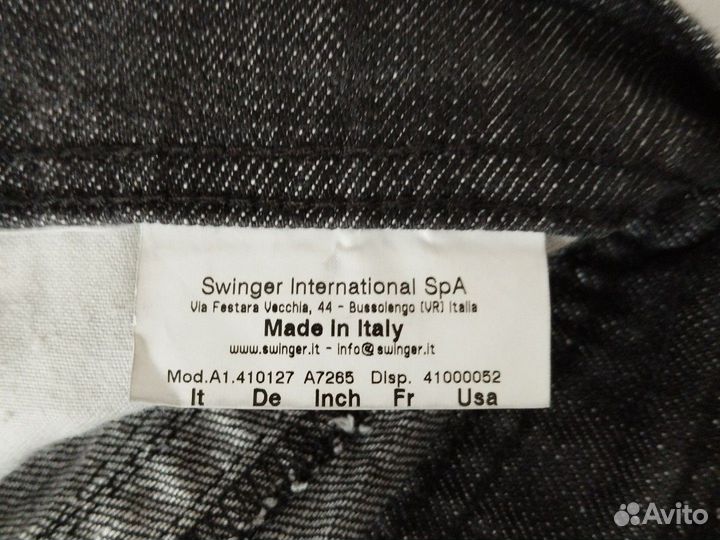 Swinger International SpA
Via Festara Vecchia, 44 - Bussolengo (VR) Italia
Made in Italy
www.swinger.it - info@swinger.it
Mod.A1.410127 A7265 Disp. 41000052
It De Inch Fr Usa
Avito